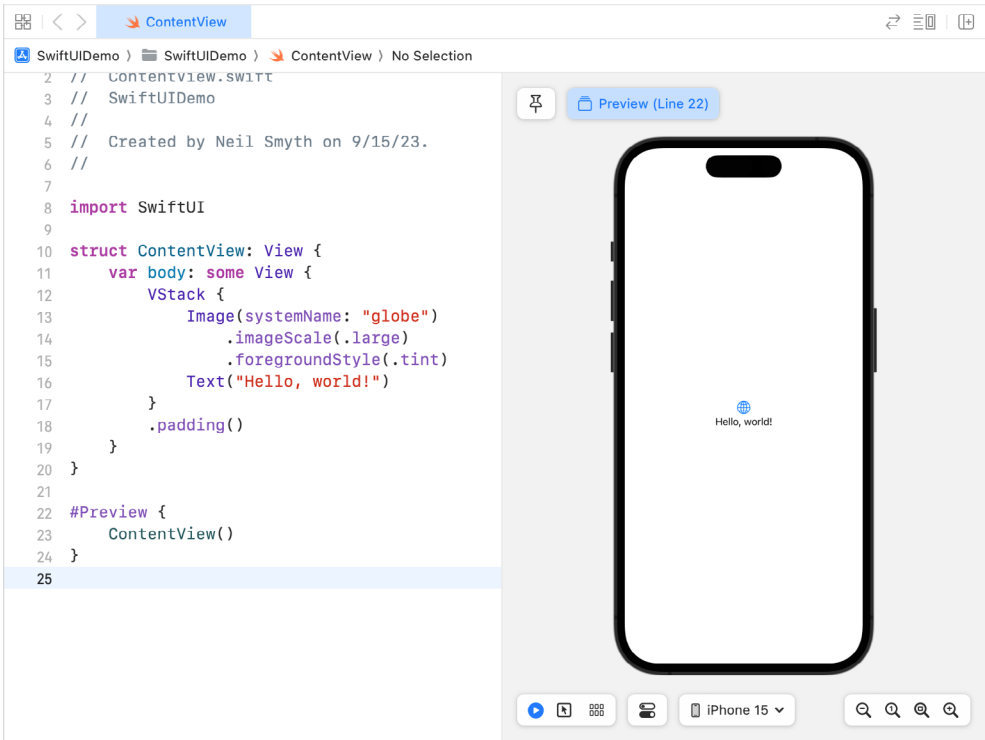 ContentView
SwiftUIDemo 〉 SwiftUIDemo 〉 ContentView 〉 No Selection
2 // ContentView.swift
3 // SwiftUIDemo
4 //
5 // Created by Neil Smyth on 9/15/23.
6 //
7
8 import SwiftUI
9
10 struct ContentView: View {
11     var body: some View {
12         VStack {
13             Image(systemName: "globe")
14                 .imageScale(.large)
15                 .foregroundStyle(.tint)
16             Text("Hello, world!")
17         }
18         .padding()
19     }
20 }
21
22 #Preview {
23     ContentView()
24 }
25
Preview (Line 22)
Hello, world!
iPhone 15